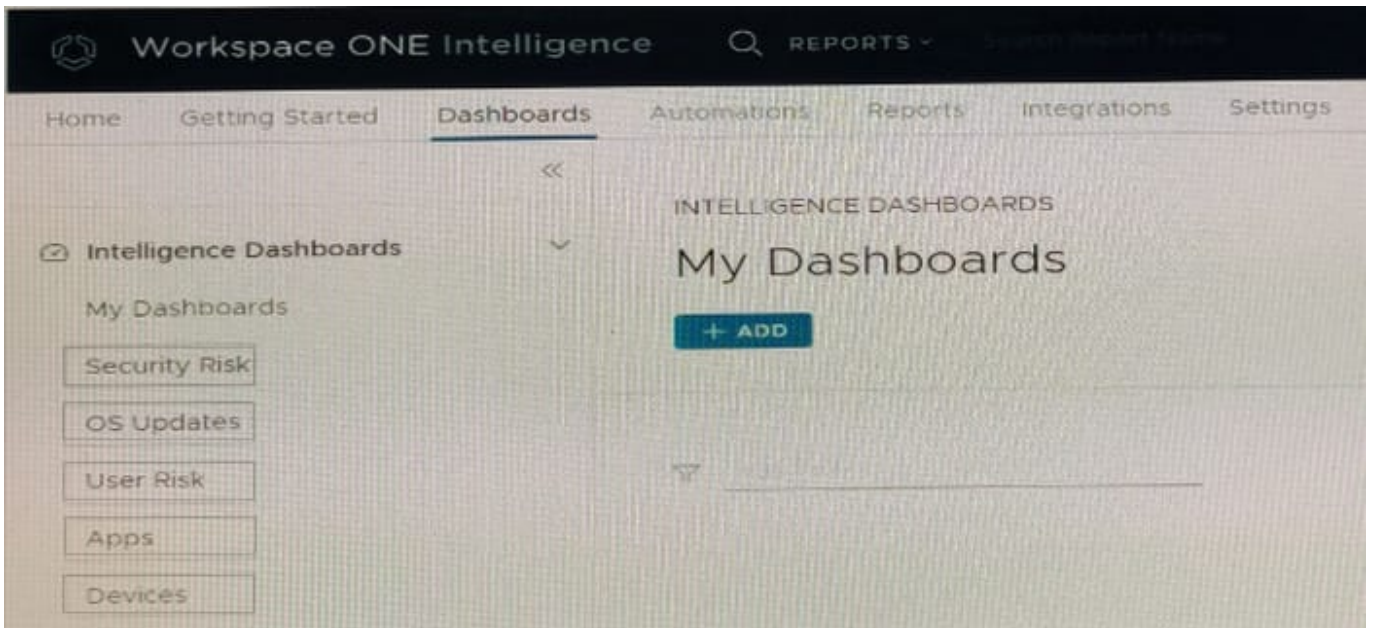 Workspace ONE Intelligence REPORTS
Home Getting Started Dashboards Automations Reports Integrations Settings
INTELLIGENCE DASHBOARDS
Intelligence Dashboards
My Dashboards
My Dashboards
+ ADD
Security Risk
OS Updates
User Risk
Apps
Devices